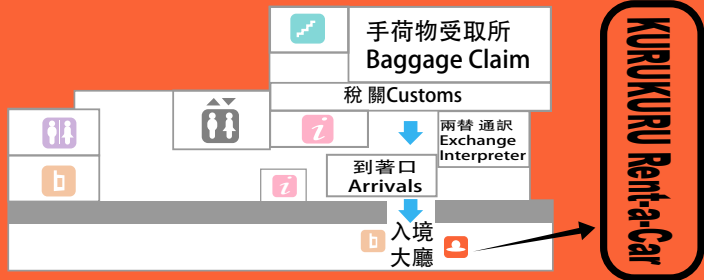 手荷物受取所
Baggage Claim
稅 關Customs
i
兩替 通訳
Exchange
Interpreter
到著口
Arrivals
b
i
b
入境
大廳
KURUKURU Rent-a-Car